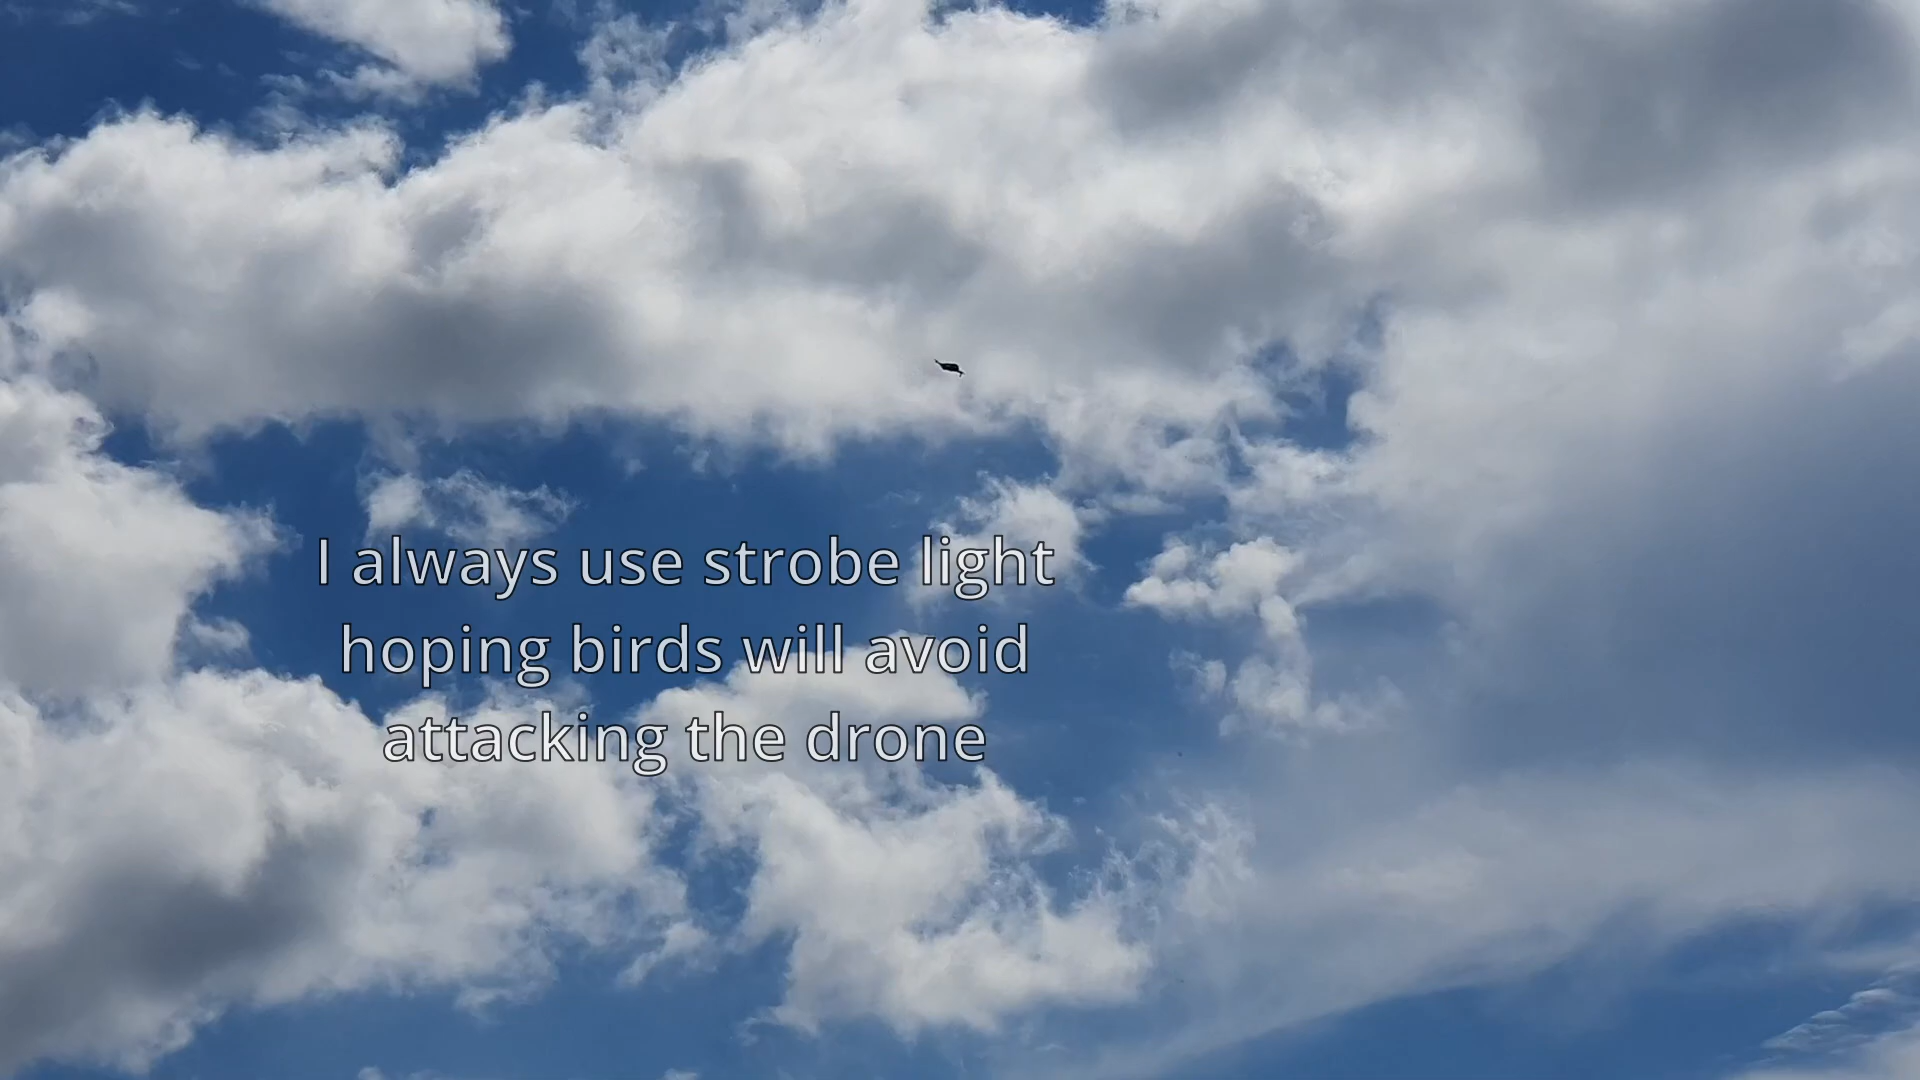 I always use strobe light
hoping birds will avoid
attacking the drone